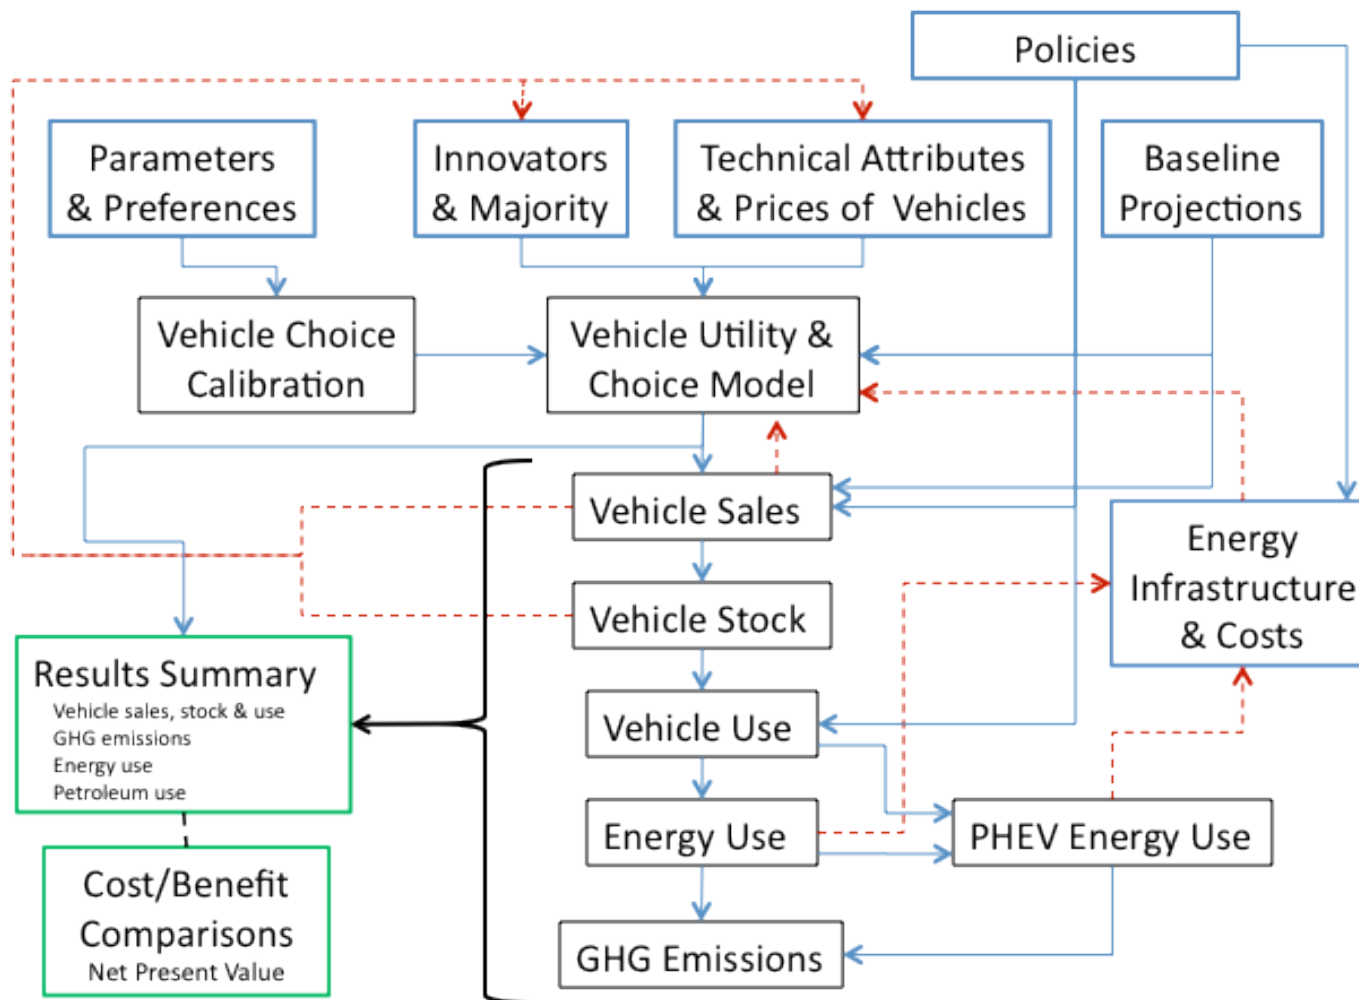 Policies
Parameters
& Preferences
Innovators
& Majority
Technical Attributes
& Prices of Vehicles
Baseline
Projections
Vehicle Choice
Calibration
Vehicle Utility &
Choice Model
Vehicle Sales
Energy
Infrastructure
& Costs
Vehicle Stock
Results Summary
Vehicle sales, stock & use
GHG emissions
Energy use
Petroleum use
Vehicle Use
Energy Use
PHEV Energy Use
Cost/Benefit
Comparisons
Net Present Value
GHG Emissions